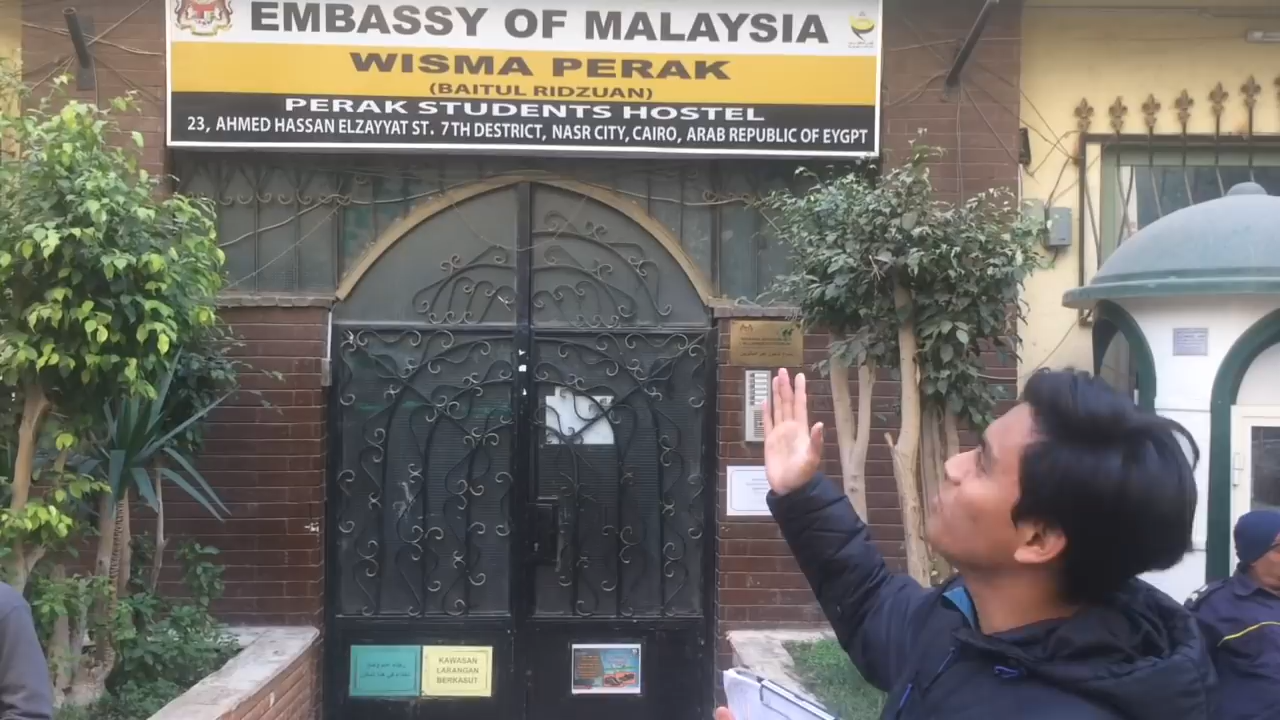 EMBASSY OF MALAYSIA
WISMA PERAK
(BAITUL RIDZUAN)
PERAK STUDENTS HOSTEL
23, AHMED HASSAN ELZAYYAT ST. 7TH DESTRICT, NASR CITY, CAIRO, ARAB REPUBLIC OF EYGPT
KAWASAN
LARANGAN
BERKASUT